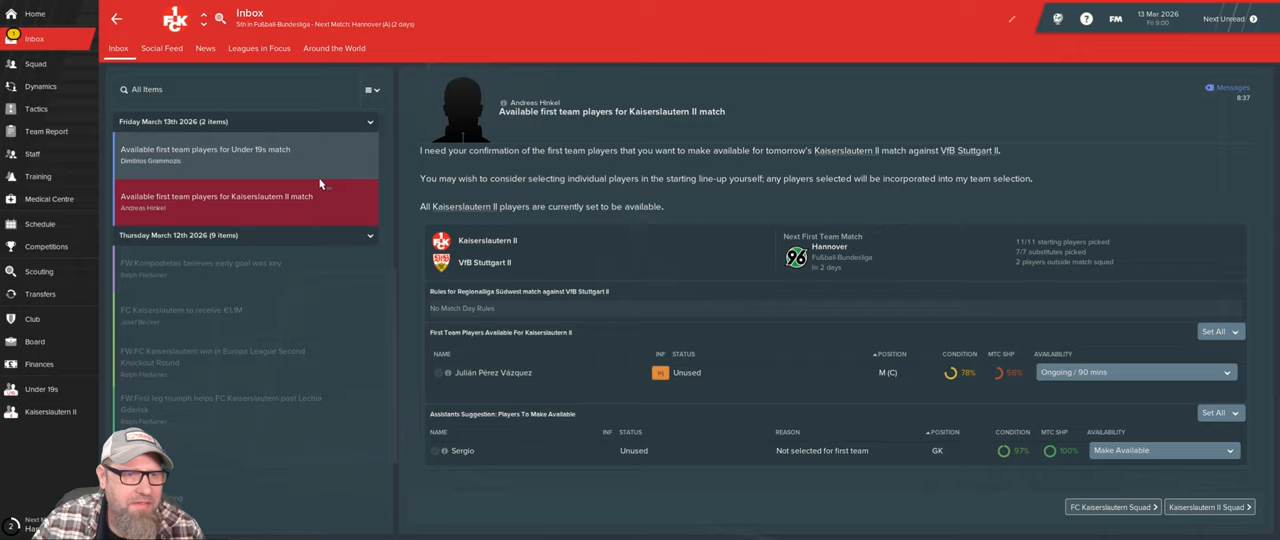 Home
Inbox
Squad
Dynamics
Tactics
Team Report
Staff
Training
Medical Centre
Schedule
Competitions
Scouting
Transfers
Club
Board
Finances
Under 19s
Kaiserslautern II
Inbox
5th in Fußball-Bundesliga - Next Match: Hannover (A) (2 days)
FM
13 Mar 2026
Fri 9:00
Next Unread
Inbox
Social Feed
News
Leagues in Focus
Around the World
All Items
Friday March 13th 2026 (2 items)
Available first team players for Under 19s match
Dimitrios Grammozis
Available first team players for Kaiserslautern II match
Andreas Hinkel
Thursday March 12th 2026 (9 items)
FW:Kompodietas believes early goal was key
FC Kaiserslautern to receive €1.1M
Josef Becker
FW:FC Kaiserslautern win in Europa League Second
Knockout Round
FW:First leg triumph helps FC Kaiserslautern past Lechia
Gdańsk
Andreas Hinkel
Available first team players for Kaiserslautern II match
Messages
8:37
I need your confirmation of the first team players that you want to make available for tomorrow's Kaiserslautern II match against VfB Stuttgart II.
You may wish to consider selecting individual players in the starting line-up yourself; any players selected will be incorporated into my team selection.
All Kaiserslautern II players are currently set to be available.
Kaiserslautern II
VfB Stuttgart II
Next First Team Match
Hannover
Fußball-Bundesliga
In 2 days
11/11 starting players picked
7/7 substitutes picked
2 players outside match squad
Rules for Regionalliga Südwest match against VfB Stuttgart II
No Match Day Rules
First Team Players Available For Kaiserslautern II
Set All
NAME INF STATUS POSITION CONDITION MTC SHP AVAILABILITY
Julián Pérez Vázquez Unused M (C) 78% 56% Ongoing / 90 mins
Assistants Suggestion: Players To Make Available
Set All
NAME INF STATUS REASON POSITION CONDITION MTC SHP AVAILABILITY
Sergio Unused Not selected for first team GK 97% 100% Make Available
FC Kaiserslautern Squad
Kaiserslautern II Squad